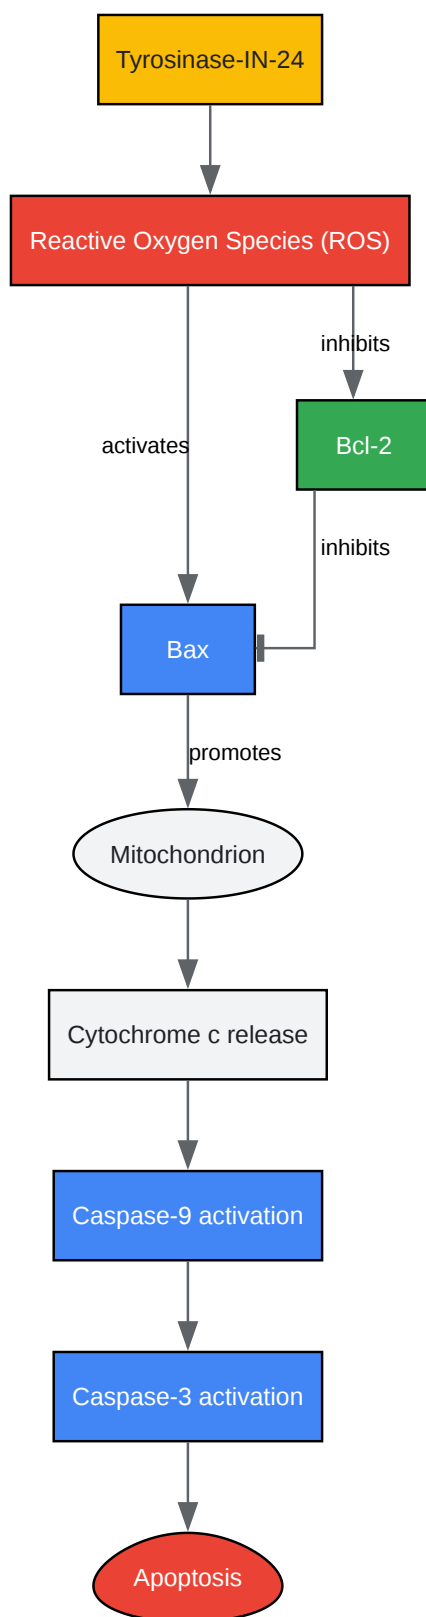 Tyrosinase-IN-24
Reactive Oxygen Species (ROS)
inhibits
activates
Bcl-2
inhibits
Bax
promotes
Mitochondrion
Cytochrome c release
Caspase-9 activation
Caspase-3 activation
Apoptosis